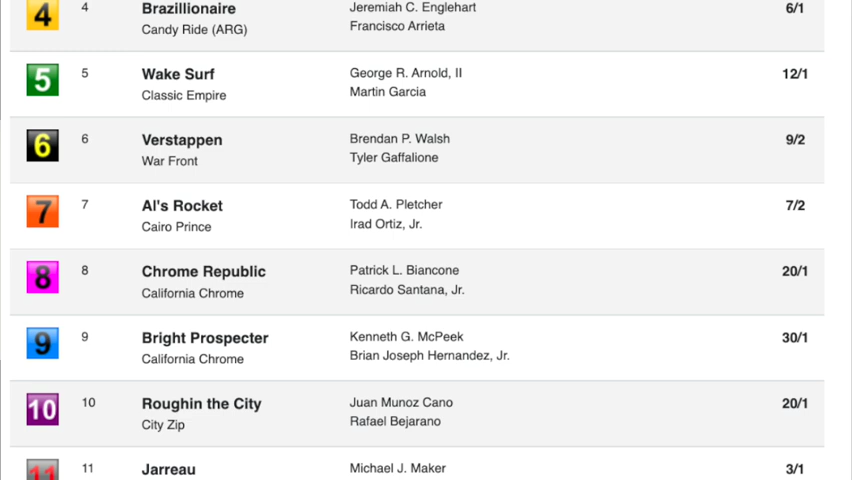 4 4 Brazillionaire Jeremiah C. Englehart 6/1
Candy Ride (ARG) Francisco Arrieta
5 5 Wake Surf George R. Arnold, II 12/1
Classic Empire Martin Garcia
6 6 Verstappen Brendan P. Walsh 9/2
War Front Tyler Gaffalione
7 7 Al's Rocket Todd A. Pletcher 7/2
Cairo Prince Irad Ortiz, Jr.
8 8 Chrome Republic Patrick L. Biancone 20/1
California Chrome Ricardo Santana, Jr.
9 9 Bright Prospecter Kenneth G. McPeek 30/1
California Chrome Brian Joseph Hernandez, Jr.
10 10 Roughin the City Juan Munoz Cano 20/1
City Zip Rafael Bejarano
11 11 Jarreau Michael J. Maker 3/1